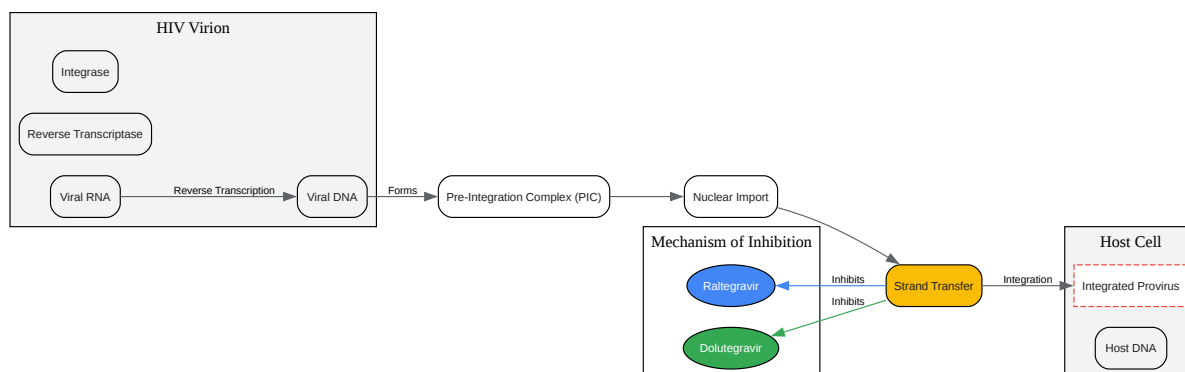 HIV Virion
Integrase
Reverse Transcriptase
Viral RNA
Reverse Transcription
Viral DNA
Forms
Pre-Integration Complex (PIC)
Nuclear Import
Mechanism of Inhibition
Raltegravir
Inhibits
Dolutegravir
Inhibits
Strand Transfer
Integration
Host Cell
Integrated Provirus
Host DNA